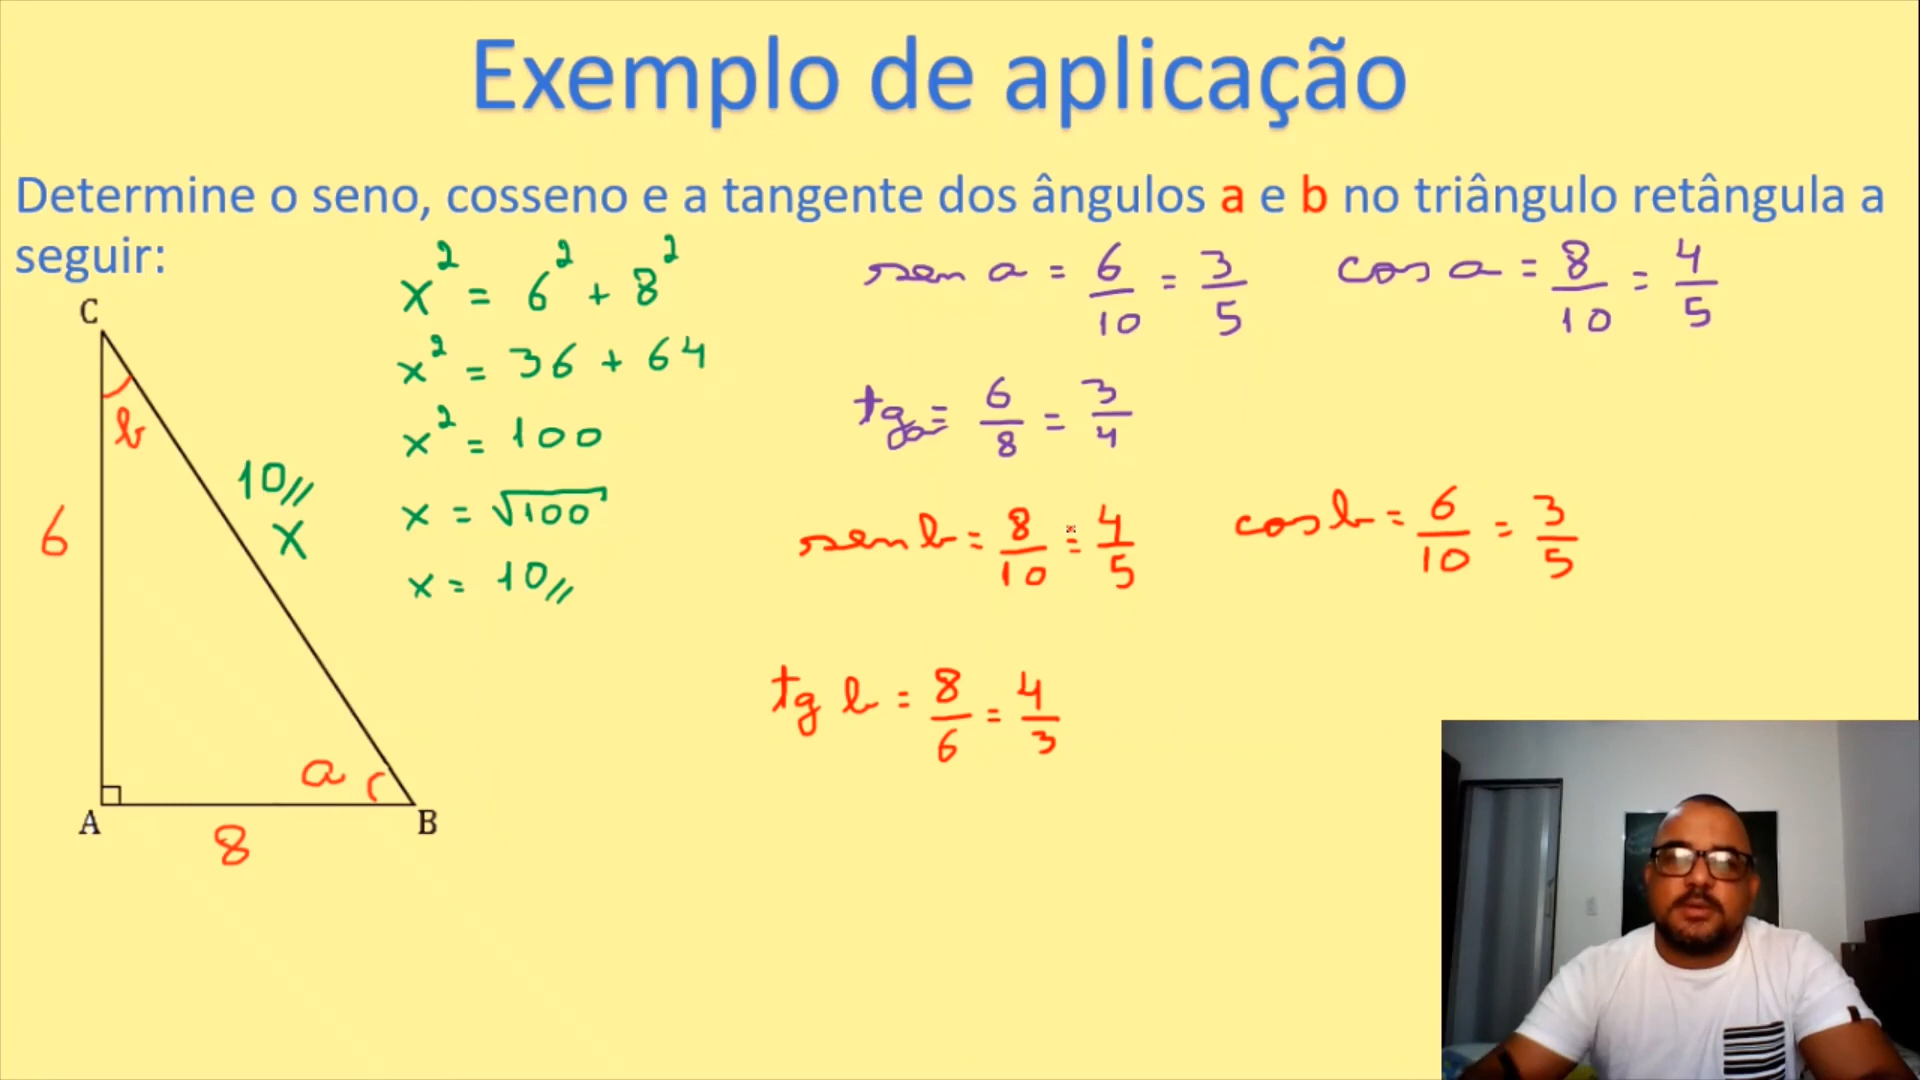 Exemplo de aplicação
Determine o seno, cosseno e a tangente dos ângulos a e b no triângulo retângula a
seguir:
C
b
6
10//
x
a
A
8
B
x² = 6² + 8²
x² = 36 + 64
x² = 100
x = √100
x = 10//
sen a = 6/10 = 3/5
cos a = 8/10 = 4/5
tg a = 6/8 = 3/4
sen b = 8/10 = 4/5
cos b = 6/10 = 3/5
tg b = 8/6 = 4/3